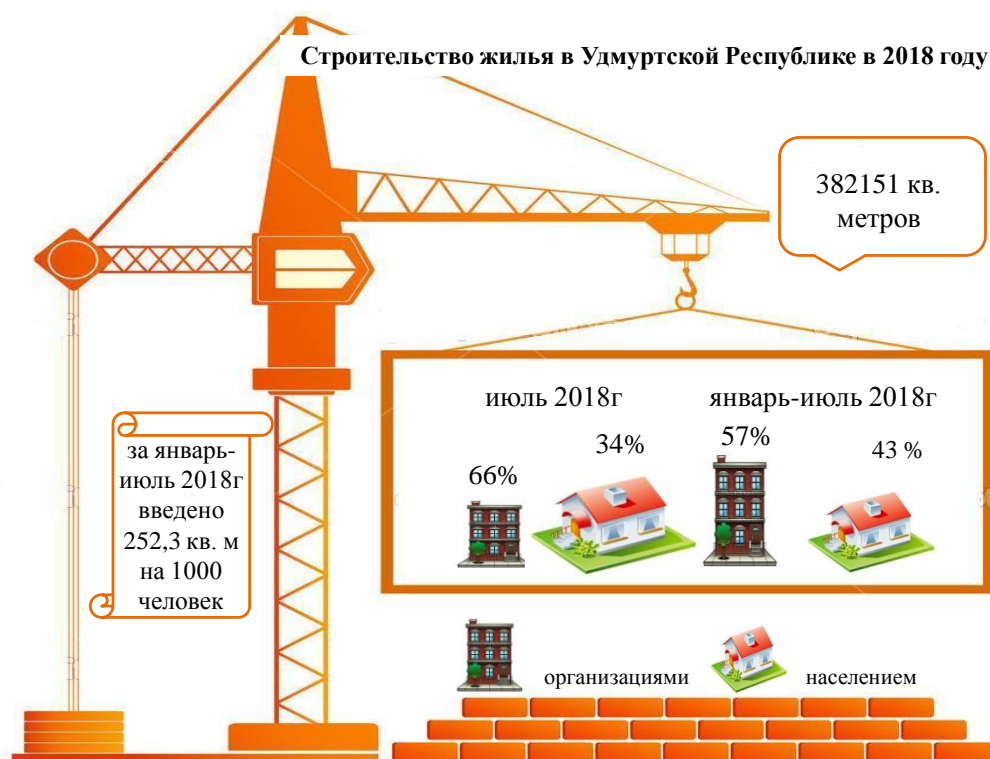 Строительство жилья в Удмуртской Республике в 2018 году
382151 кв.
метров
июль 2018г
январь-июль 2018г
66%
34%
57%
43 %
за январь-
июль 2018г
введено
252,3 кв. м
на 1000
человек
организациями
населением